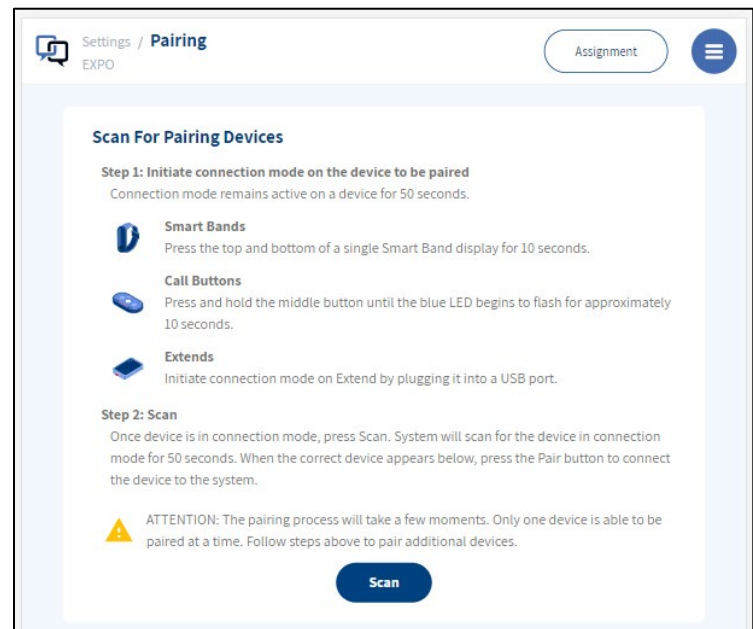 Settings / Pairing
EXPO
Assignment
Scan For Pairing Devices
Step 1: Initiate connection mode on the device to be paired
Connection mode remains active on a device for 50 seconds.
Smart Bands
Press the top and bottom of a single Smart Band display for 10 seconds.
Call Buttons
Press and hold the middle button until the blue LED begins to flash for approximately
10 seconds.
Extends
Initiate connection mode on Extend by plugging it into a USB port.
Step 2: Scan
Once device is in connection mode, press Scan. System will scan for the device in connection
mode for 50 seconds. When the correct device appears below, press the Pair button to connect
the device to the system.
ATTENTION: The pairing process will take a few moments. Only one device is able to be
paired at a time. Follow steps above to pair additional devices.
Scan